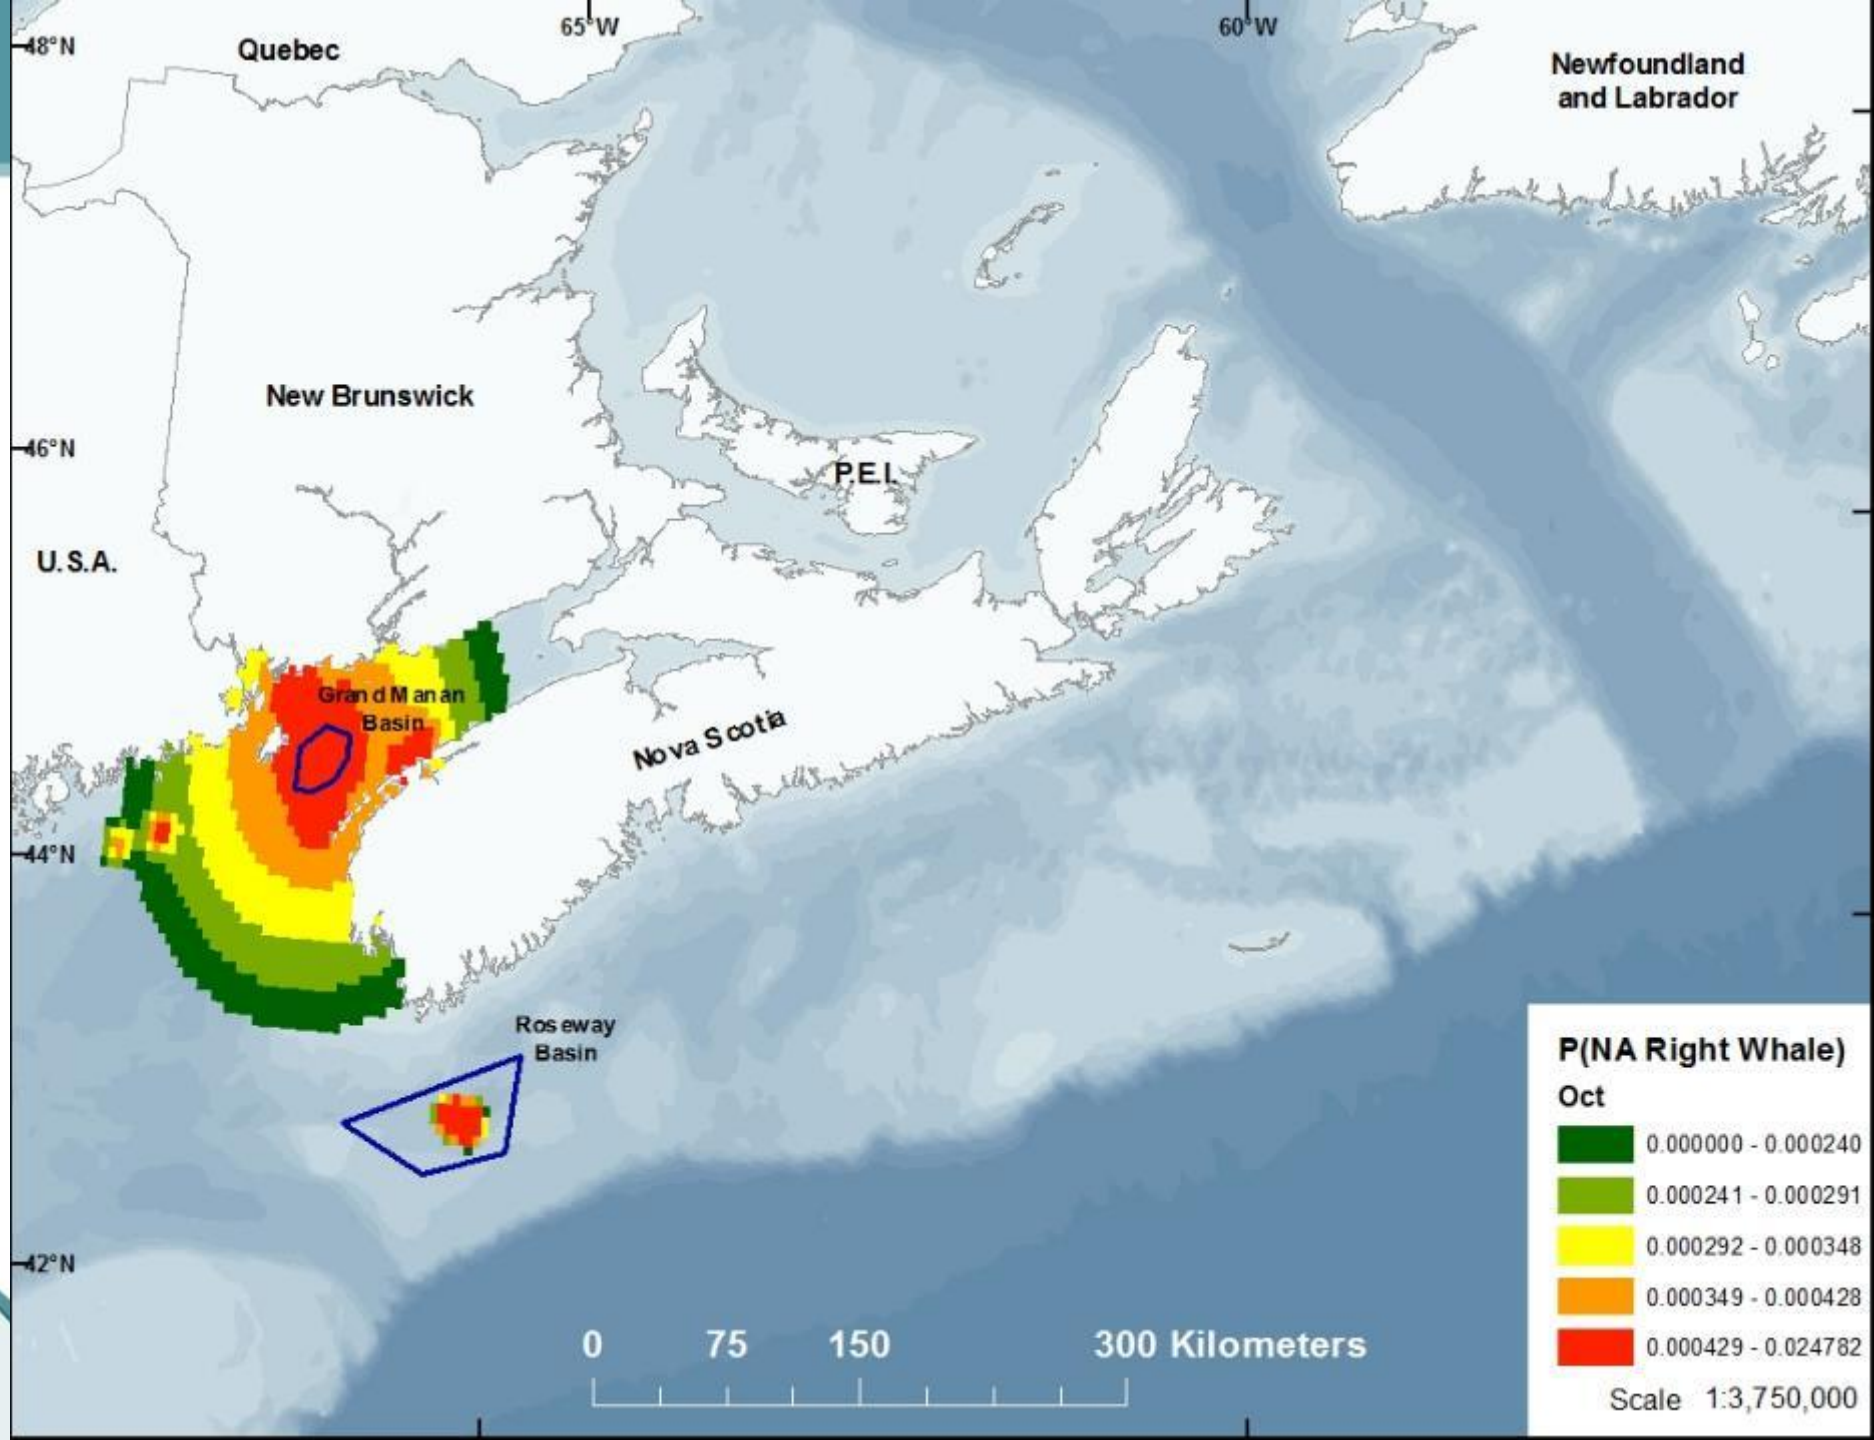 65°W
60°W
48°N
Quebec
Newfoundland
and Labrador
New Brunswick
46°N
P.E.I.
U.S.A.
Grand Manan
Basin
Nova Scotia
44°N
Roseway
Basin
42°N
P(NA Right Whale)
Oct
0.000000 - 0.000240
0.000241 - 0.000291
0.000292 - 0.000348
0.000349 - 0.000428
0.000429 - 0.024782
Scale 1:3,750,000
0 75 150 300 Kilometers